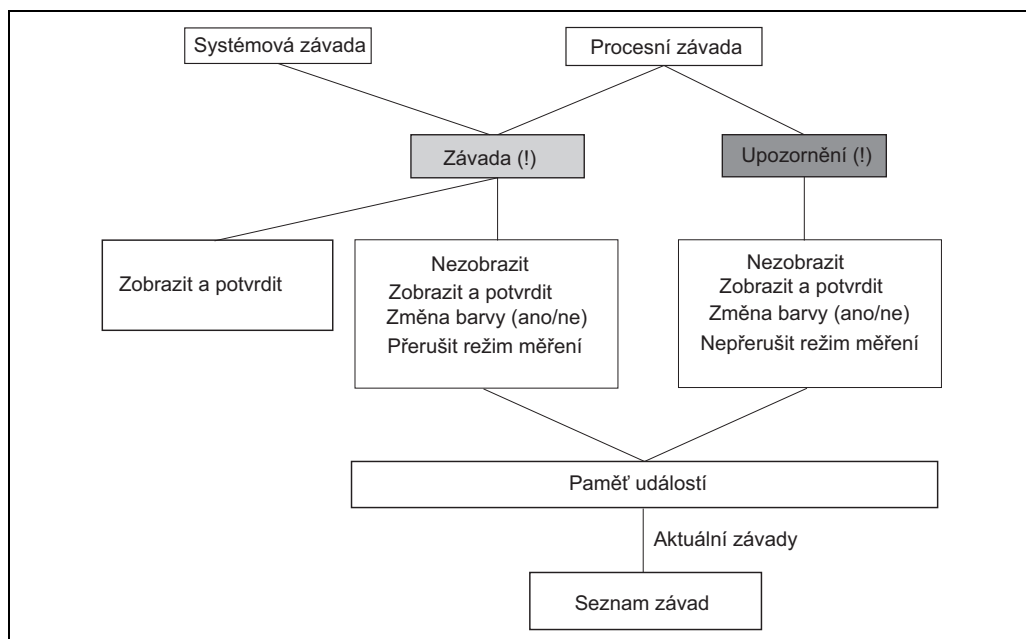 Systémová závada
Procesní závada
Závada (!)
Upozornění (!)
Zobrazit a potvrdit
Nezobrazit
Zobrazit a potvrdit
Změna barvy (ano/ne)
Přerušit režim měření
Nezobrazit
Zobrazit a potvrdit
Změna barvy (ano/ne)
Nepřerušit režim měření
Paměť událostí
Aktuální závady
Seznam závad